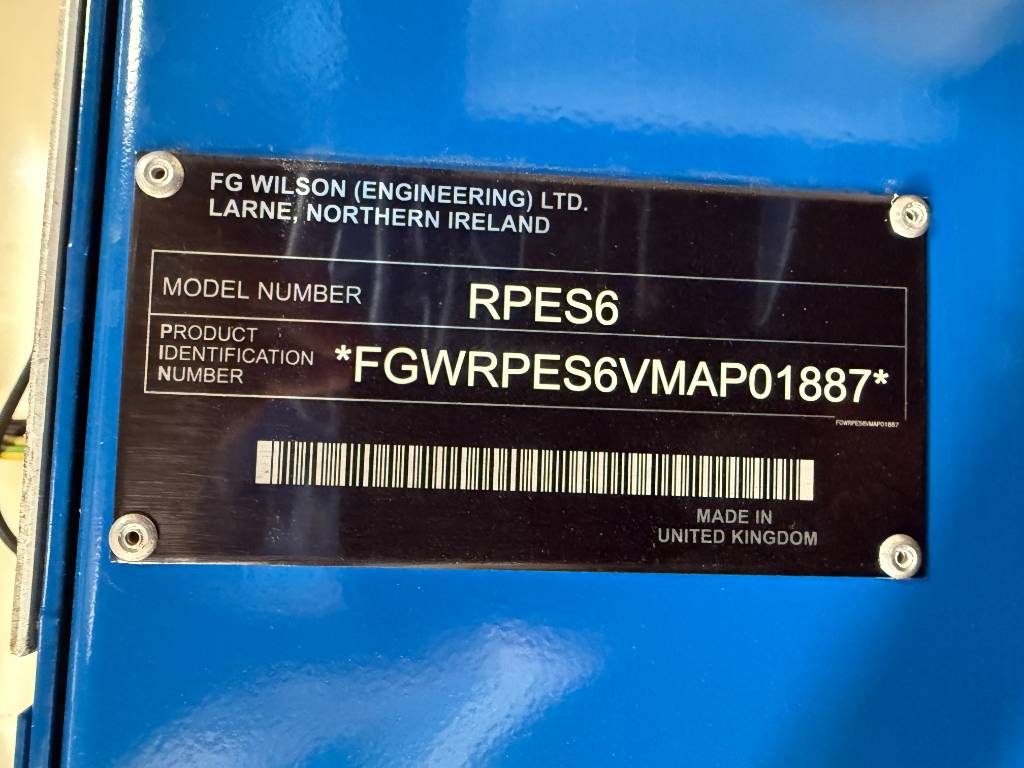 FG WILSON (ENGINEERING) LTD.
LARNE, NORTHERN IRELAND
MODEL NUMBER RPES6
PRODUCT
IDENTIFICATION
NUMBER
*FGWRPES6VMAP01887*
FGWRPES6VMAP01887
MADE IN
UNITED KINGDOM